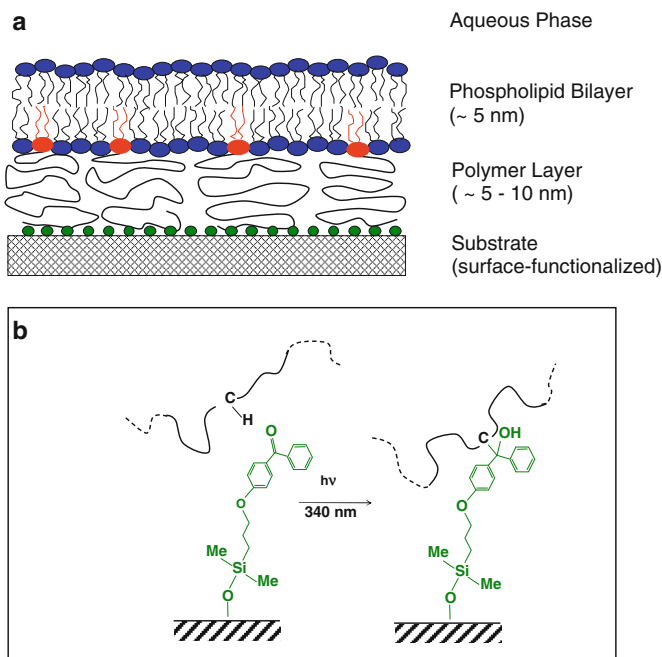 a
Aqueous Phase
Phospholipid Bilayer
(~ 5 nm)
Polymer Layer
( ~ 5 - 10 nm)
Substrate
(surface-functionalized)
b
C
H
O
O
Me
Si
Me
O
hν
340 nm
C
OH
O
Me
Si
Me
O